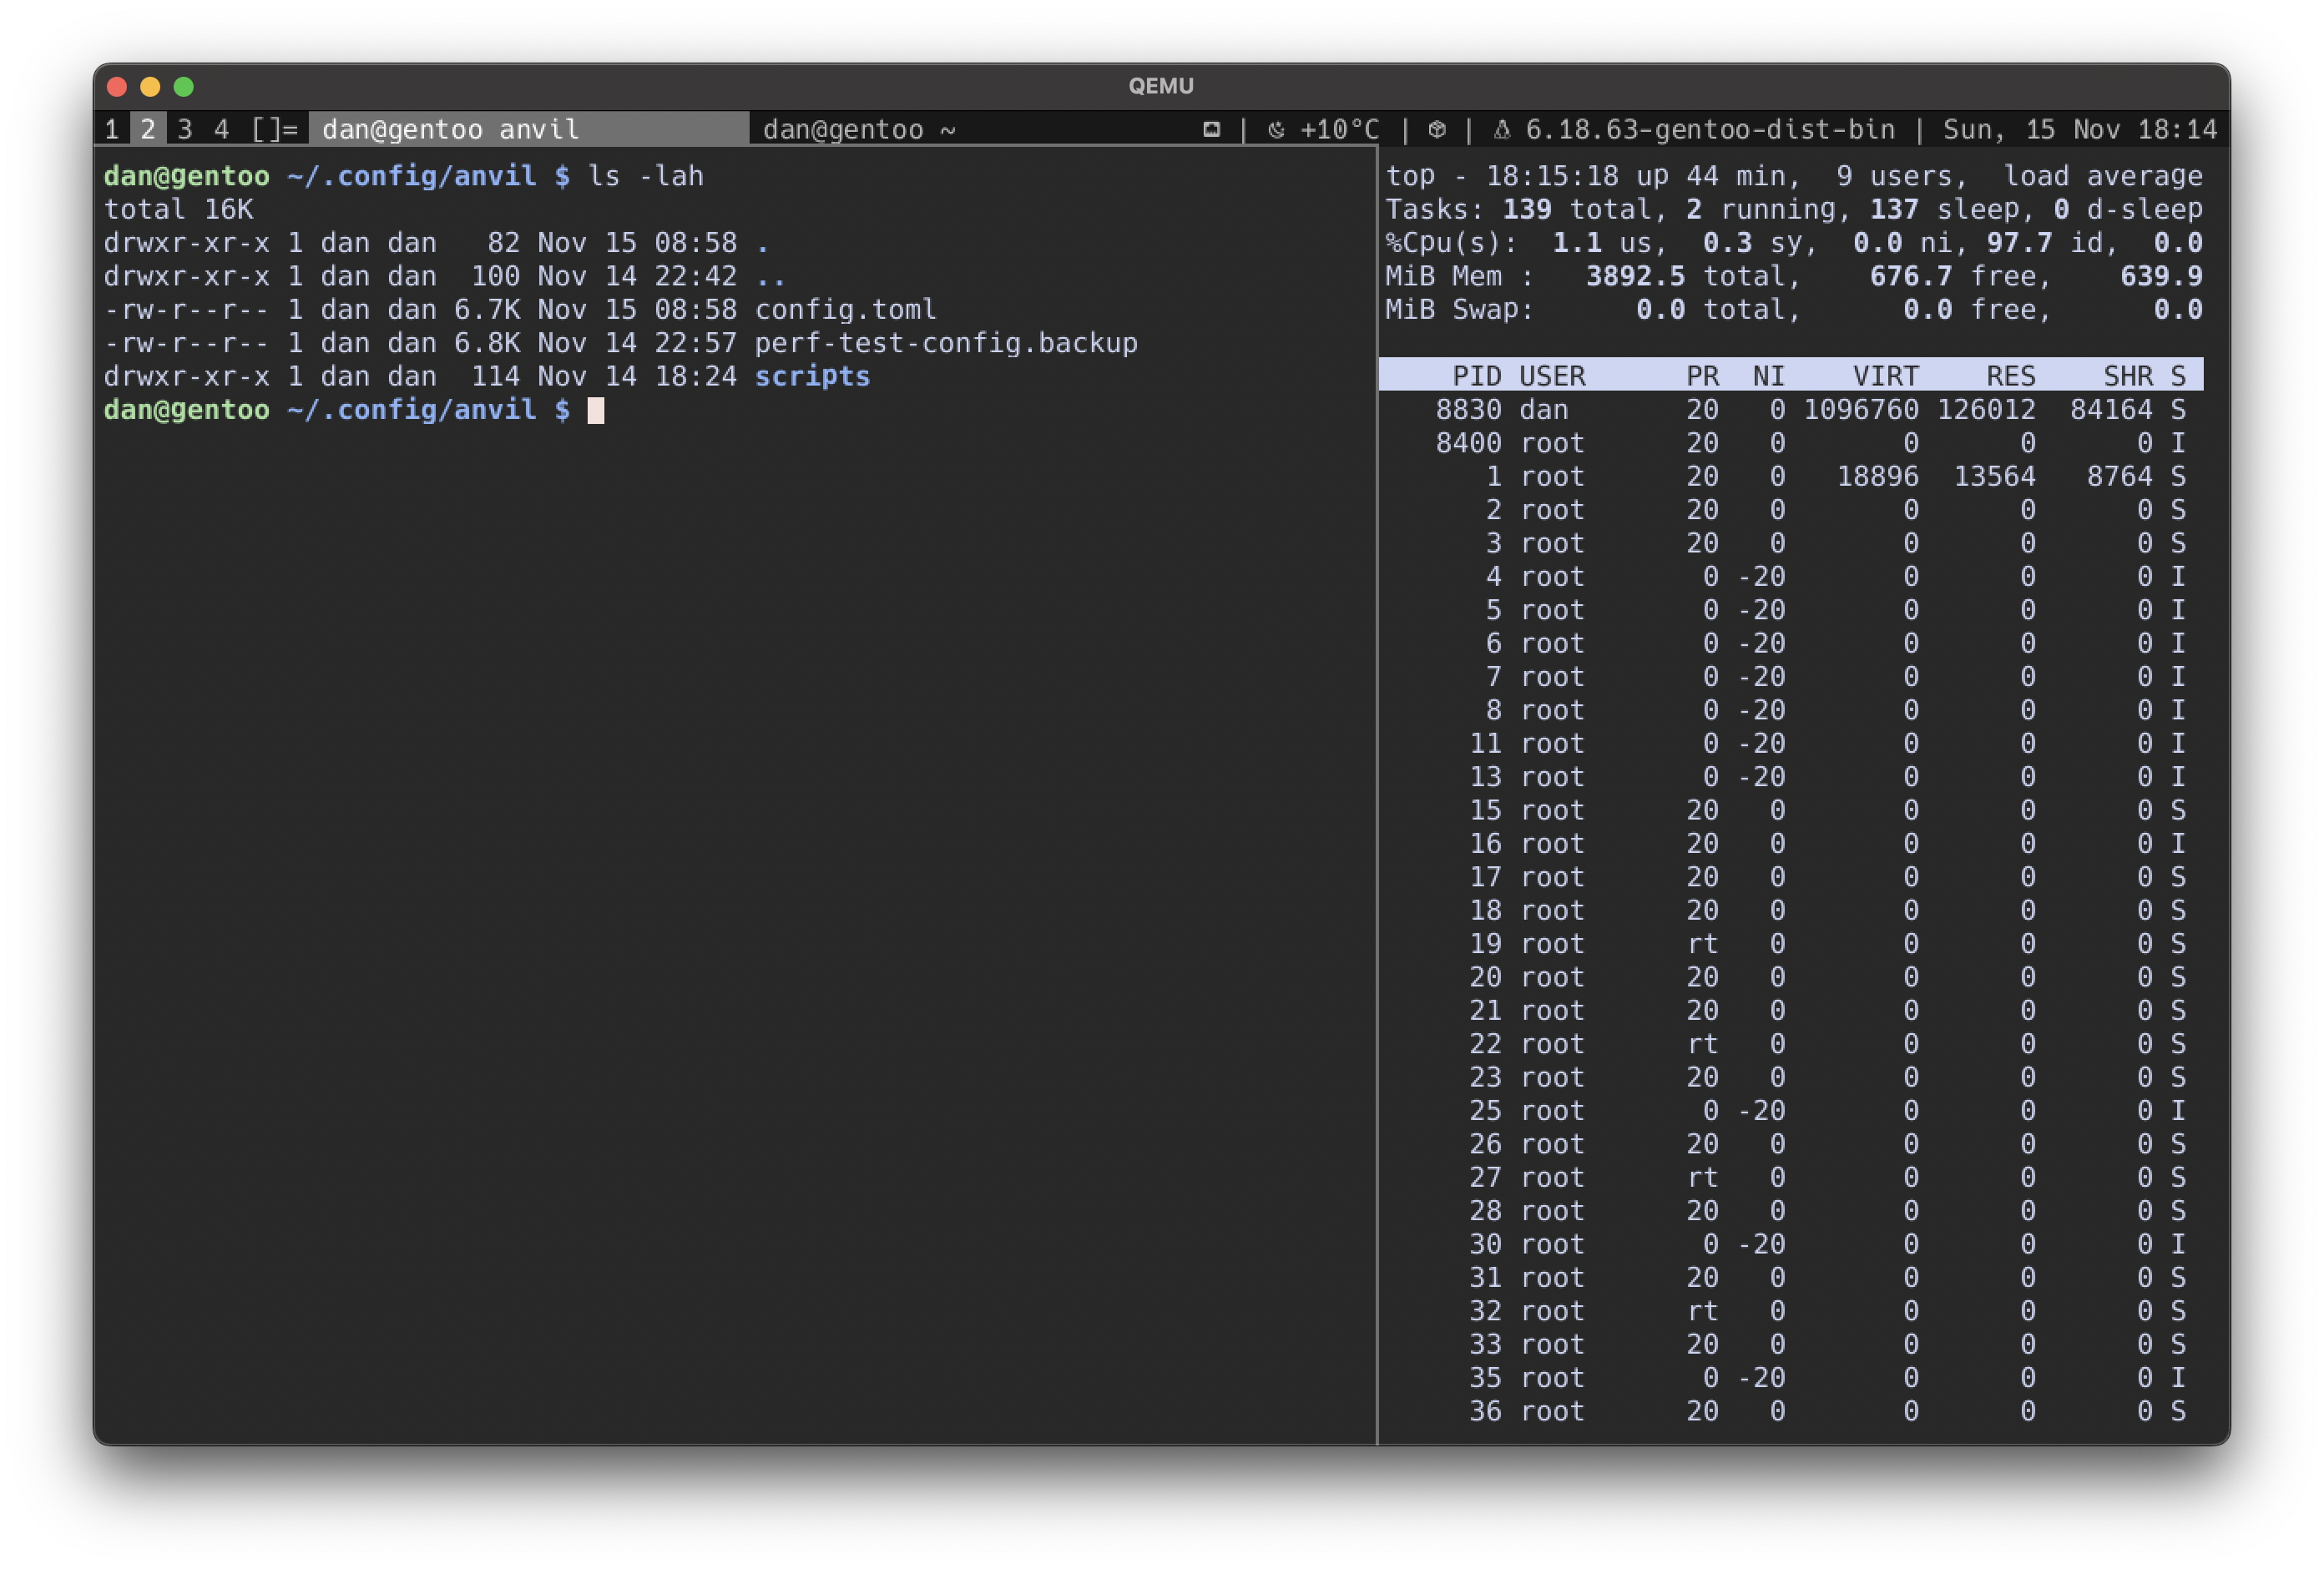 QEMU
1 2 3 4 []= dan@gentoo anvil dan@gentoo ~ | +10°C | | 6.18.63-gentoo-dist-bin | Sun, 15 Nov 18:14
dan@gentoo ~/.config/anvil $ ls -lah
total 16K
drwxr-xr-x 1 dan dan   82 Nov 15 08:58 .
drwxr-xr-x 1 dan dan  100 Nov 14 22:42 ..
-rw-r--r-- 1 dan dan 6.7K Nov 15 08:58 config.toml
-rw-r--r-- 1 dan dan 6.8K Nov 14 22:57 perf-test-config.backup
drwxr-xr-x 1 dan dan  114 Nov 14 18:24 scripts
dan@gentoo ~/.config/anvil $
top - 18:15:18 up 44 min,  9 users,  load average
Tasks: 139 total, 2 running, 137 sleep, 0 d-sleep
%Cpu(s):  1.1 us,  0.3 sy,  0.0 ni, 97.7 id,  0.0
MiB Mem :   3892.5 total,    676.7 free,    639.9
MiB Swap:      0.0 total,      0.0 free,      0.0
PID USER PR NI VIRT RES SHR S
8830 dan 20 0 1096760 126012 84164 S
8400 root 20 0 0 0 0 I
1 root 20 0 18896 13564 8764 S
2 root 20 0 0 0 0 S
3 root 20 0 0 0 0 S
4 root 0 -20 0 0 0 I
5 root 0 -20 0 0 0 I
6 root 0 -20 0 0 0 I
7 root 0 -20 0 0 0 I
8 root 0 -20 0 0 0 I
11 root 0 -20 0 0 0 I
13 root 0 -20 0 0 0 I
15 root 20 0 0 0 0 S
16 root 20 0 0 0 0 I
17 root 20 0 0 0 0 S
18 root 20 0 0 0 0 S
19 root rt 0 0 0 0 S
20 root 20 0 0 0 0 S
21 root 20 0 0 0 0 S
22 root rt 0 0 0 0 S
23 root 20 0 0 0 0 S
25 root 0 -20 0 0 0 I
26 root 20 0 0 0 0 S
27 root rt 0 0 0 0 S
28 root 20 0 0 0 0 S
30 root 0 -20 0 0 0 I
31 root 20 0 0 0 0 S
32 root rt 0 0 0 0 S
33 root 20 0 0 0 0 S
35 root 0 -20 0 0 0 I
36 root 20 0 0 0 0 S